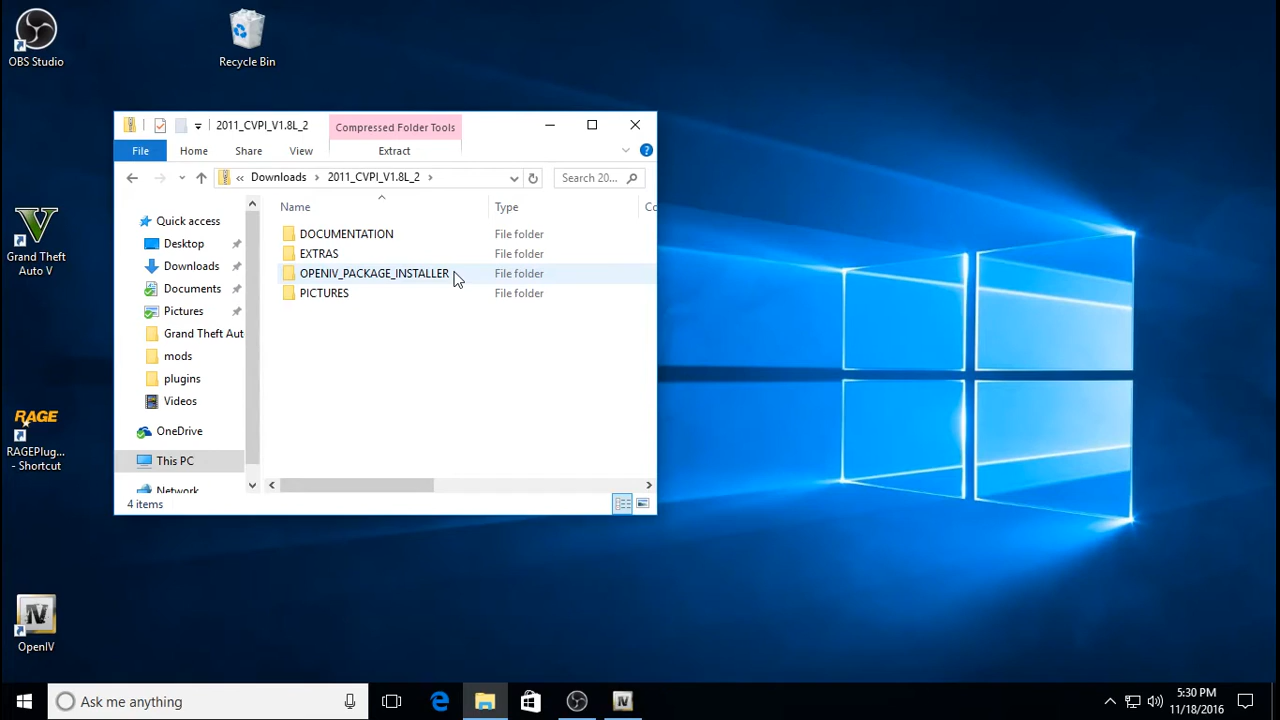 OBS Studio
Recycle Bin
2011_CVPI_V1.8L_2
Compressed Folder Tools
File
Home
Share
View
Extract
« Downloads > 2011_CVPI_V1.8L_2 >
Search 20...
Name
Type
Co
Quick access
Desktop
Downloads
Documents
Pictures
Grand Theft Aut
mods
plugins
Videos
OneDrive
This PC
Network
DOCUMENTATION File folder
EXTRAS File folder
OPENIV_PACKAGE_INSTALLER File folder
PICTURES File folder
4 items
Grand Theft
Auto V
RAGE
RAGEPlug...
- Shortcut
IV
OpenIV
Ask me anything
5:30 PM
11/18/2016